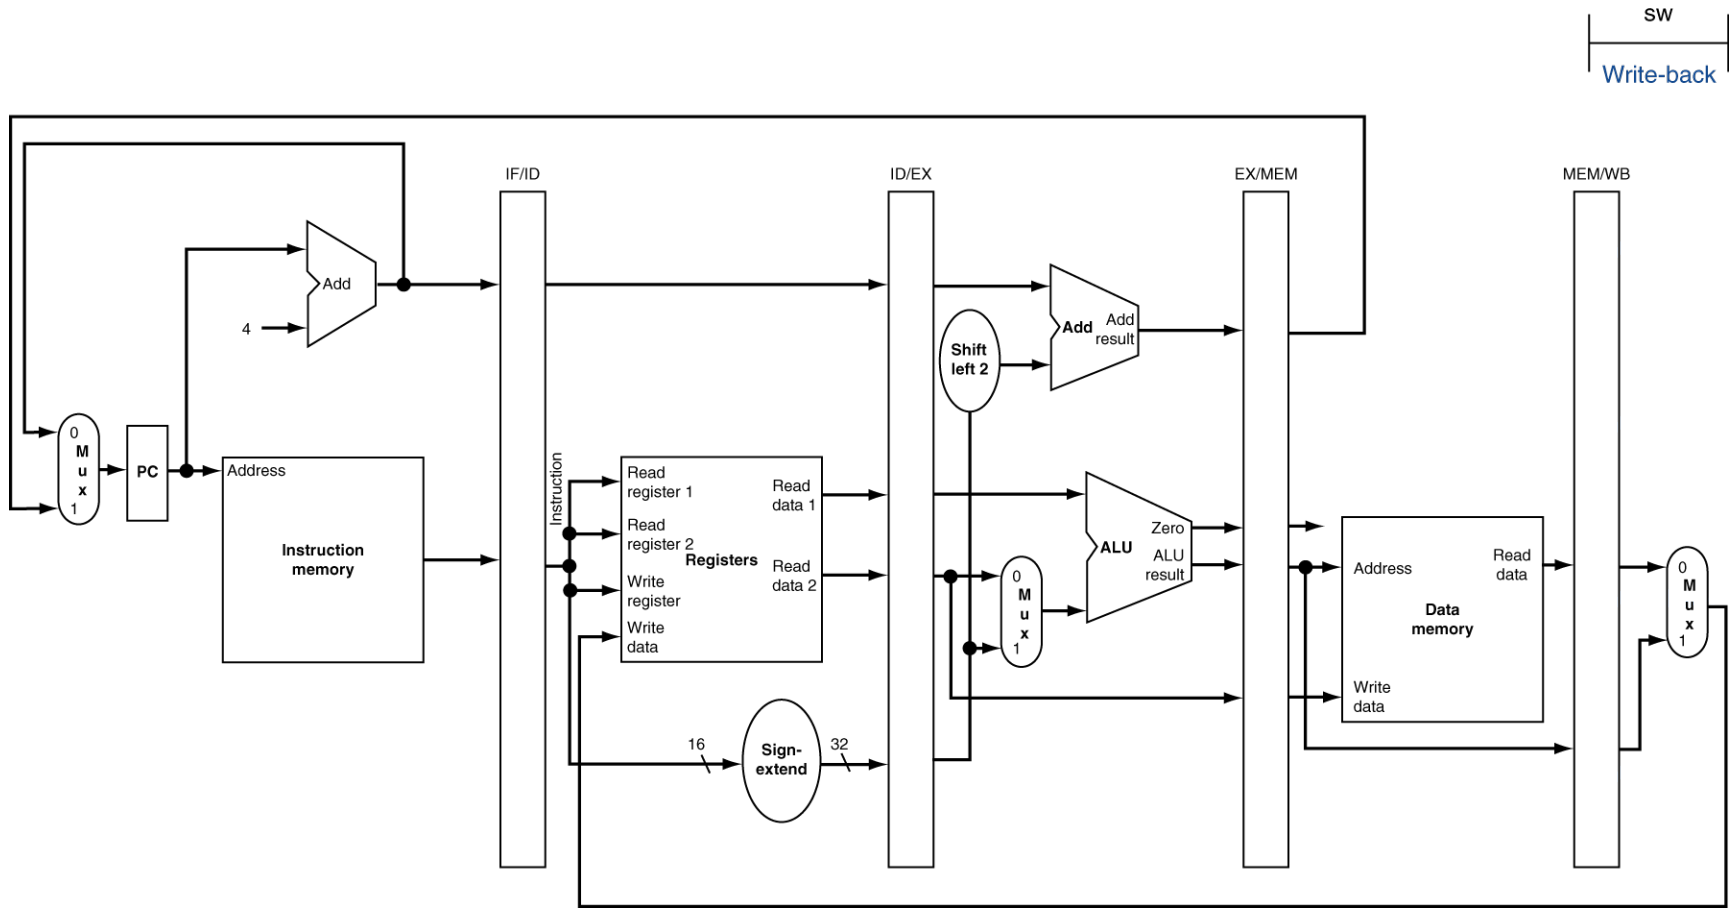 SW
Write-back
IF/ID
ID/EX
EX/MEM
MEM/WB
Add
4
Add
Add
result
Shift
left 2
0
M
u
x
1
PC
Address
Instruction
memory
Instruction
Read
register 1
Read
register 2
Write
register
Write
data
Registers
Read
data 1
Read
data 2
16
Sign-
extend
32
0
M
u
x
1
ALU
Zero
ALU
result
Address
Read
data
Data
memory
Write
data
0
M
u
x
1